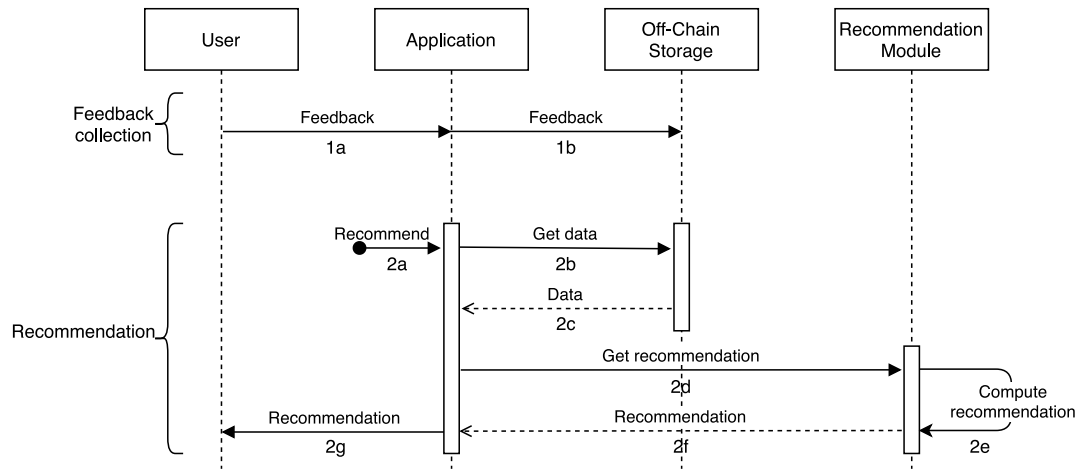 User
Application
Off-Chain
Storage
Recommendation
Module
Feedback
collection
Feedback
1a
Feedback
1b
Recommendation
Recommend
2a
Get data
2b
Data
2c
Get recommendation
2d
Compute
recommendation
2e
Recommendation
2f
Recommendation
2g